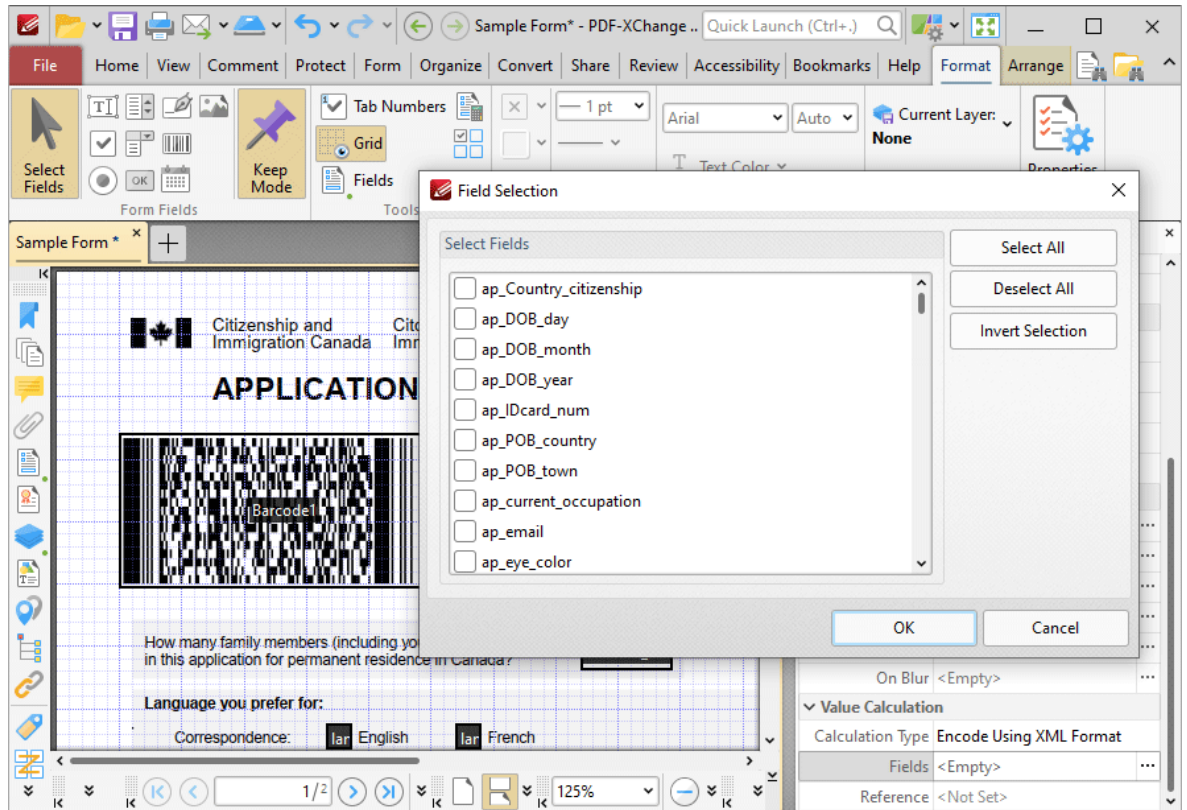 Sample Form* - PDF-XChange ..
Quick Launch (Ctrl+.)
File Home View Comment Protect Form Organize Convert Share Review Accessibility Bookmarks Help Format Arrange
Tab Numbers
1 pt
Arial
Auto
Current Layer:
None
Grid
Select
Fields
OK
Keep
Mode
Fields
Text Color
Properties
Form Fields
Tools
Field Selection
Sample Form *
Select Fields
Select All
ap_Country_citizenship
Deselect All
ap_DOB_day
Invert Selection
ap_DOB_month
ap_DOB_year
ap_IDcard_num
ap_POB_country
ap_POB_town
ap_current_occupation
ap_email
ap_eye_color
OK
Cancel
Citizenship and
Immigration Canada
APPLICATION
Barcode1
How many family members (including
in this application for permanent residence in Canada?
Language you prefer for:
Correspondence: lar English lar French
On Blur <Empty>
Value Calculation
Calculation Type Encode Using XML Format
Fields <Empty> ...
Reference <Not Set>
1/2
125%